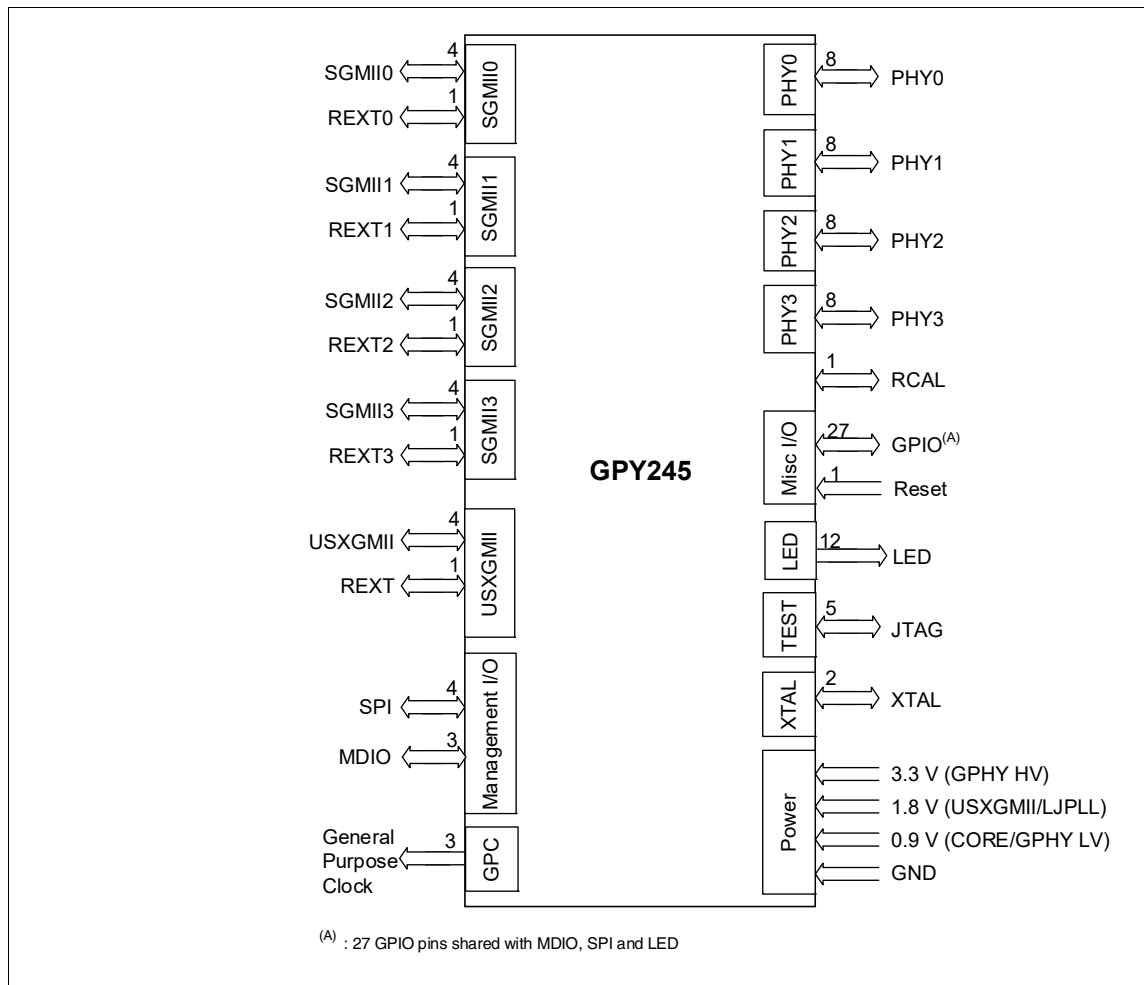 4
SGMII0
1
REXT0
SGMII0
4
SGMII1
1
REXT1
SGMII1
4
SGMII2
1
REXT2
SGMII2
4
SGMII3
1
REXT3
SGMII3
4
USXGMII
1
REXT
USXGMII
4
SPI
3
MDIO
Management I/O
General
Purpose
Clock
3
GPC
GPY245
PHY0
8
PHY0
PHY1
8
PHY1
PHY2
8
PHY2
PHY3
8
PHY3
1
RCAL
Misc I/O
27
GPIO(A)
1
Reset
LED
12
LED
TEST
5
JTAG
XTAL
2
XTAL
Power
3.3 V (GPHY HV)
1.8 V (USXGMII/LJPLL)
0.9 V (CORE/GPHY LV)
GND
(A) : 27 GPIO pins shared with MDIO, SPI and LED